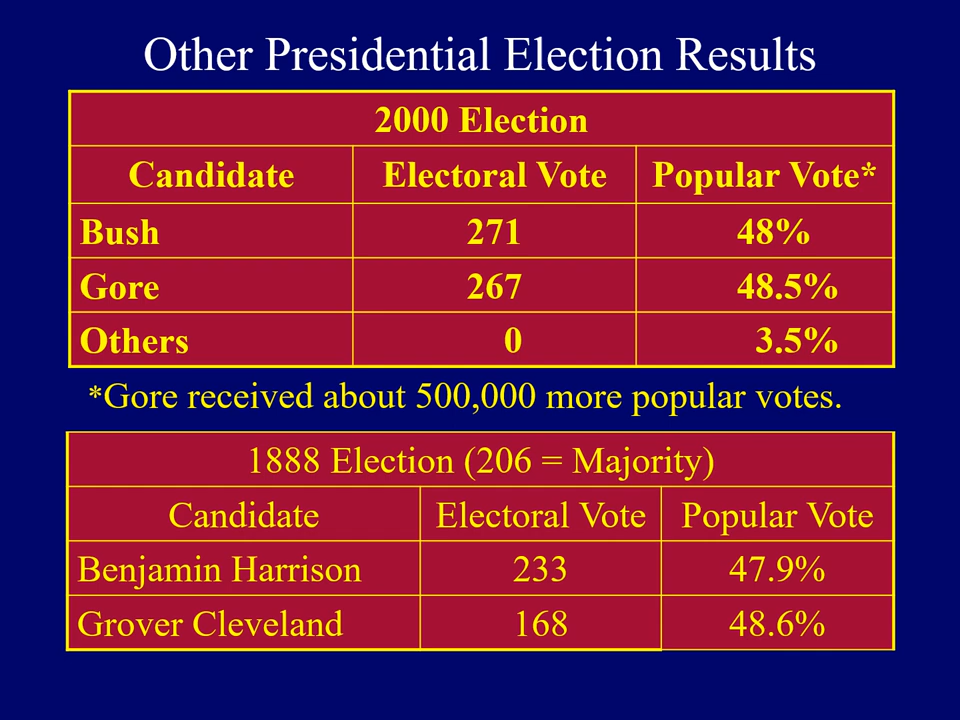 Other Presidential Election Results
2000 Election
Candidate Electoral Vote Popular Vote*
Bush 271 48%
Gore 267 48.5%
Others 0 3.5%
*Gore received about 500,000 more popular votes.
1888 Election (206 = Majority)
Candidate Electoral Vote Popular Vote
Benjamin Harrison 233 47.9%
Grover Cleveland 168 48.6%